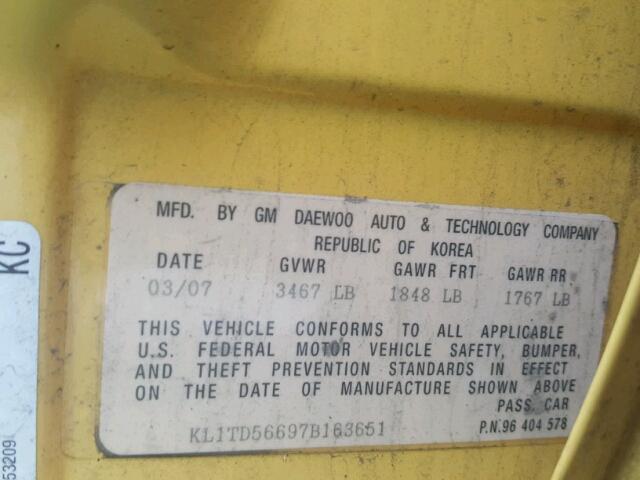 MFD. BY GM DAEWOO AUTO & TECHNOLOGY COMPANY
REPUBLIC OF KOREA
DATE GVWR GAWR FRT GAWR RR
03/07 3467 LB 1848 LB 1767 LB
THIS VEHICLE CONFORMS TO ALL APPLICABLE
U.S. FEDERAL MOTOR VEHICLE SAFETY, BUMPER,
AND THEFT PREVENTION STANDARDS IN EFFECT
ON THE DATE OF MANUFACTURE SHOWN ABOVE
PASS. CAR
KL1TD56697B163651 P.N.96 404 578
KC
53209